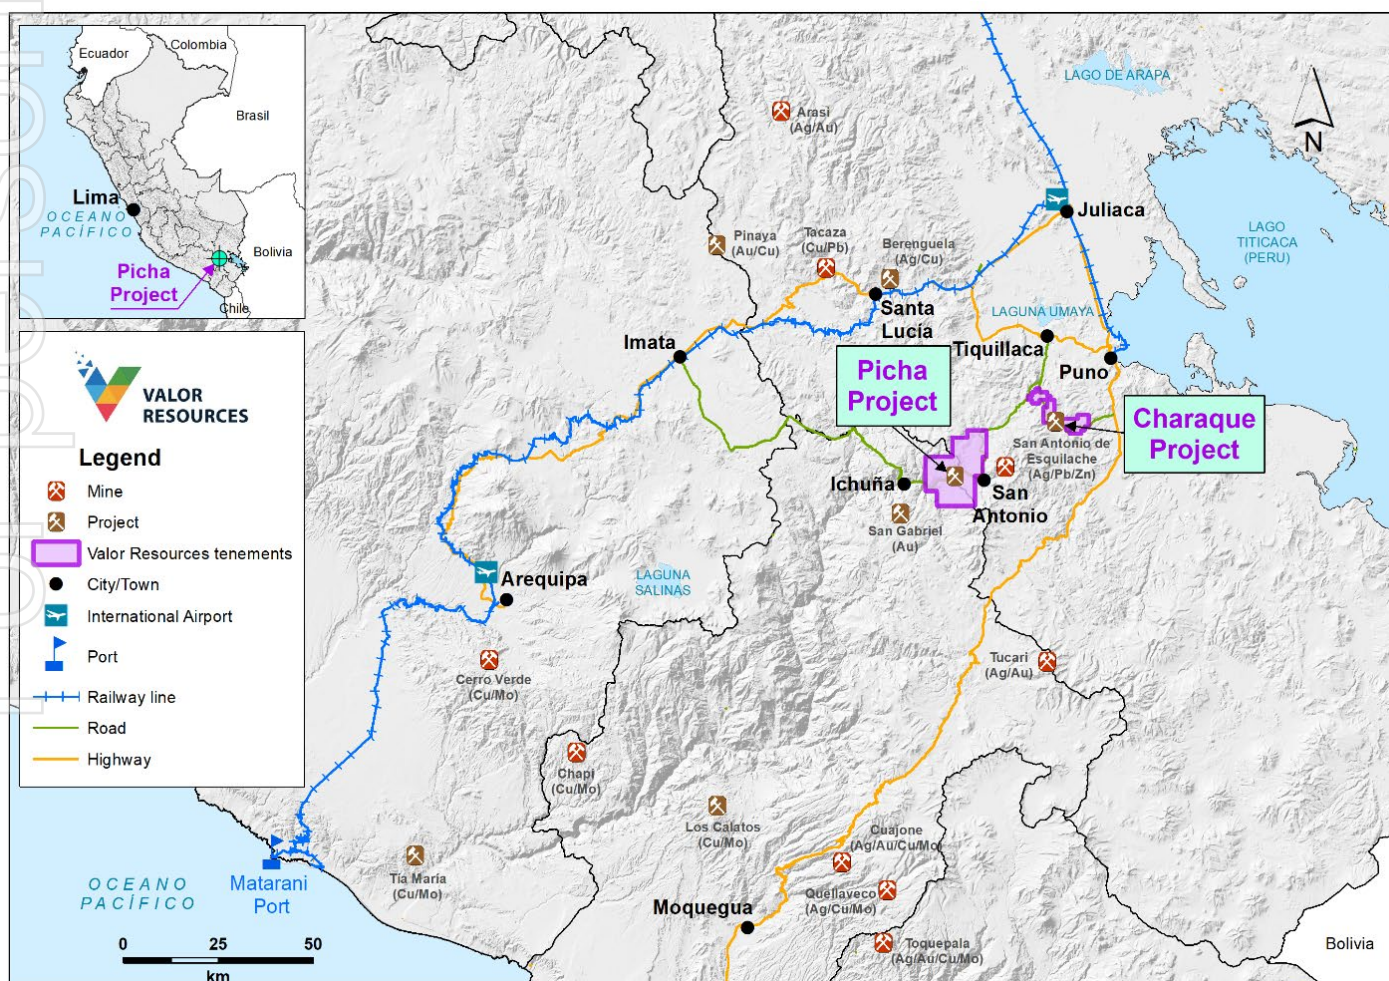 Ecuador
Colombia
Brasil
Lima
OCEANO
PACÍFICO
Bolivia
Picha
Project
Chile
VALOR
RESOURCES
Legend
Mine
Project
Valor Resources tenements
City/Town
International Airport
Port
Railway line
Road
Highway
LAGO DE ARAPA
N
Arasi
(Ag/Au)
Juliaca
Pinaya
(Au/Cu)
Tacaza
(Cu/Pb)
Berenguela
(Ag/Cu)
LAGO
TITICACA
(PERU)
Santa
Lucía
LAGUNA UMAYA
Imata
Tiquillaca
Puno
Picha
Project
Charaque
Project
San Antonio de
Esquilache
(Ag/Pb/Zn)
Ichuña
San
Antonio
San Gabriel
(Au)
Arequipa
LAGUNA
SALINAS
Cerro Verde
(Cu/Mo)
Tucari
(Ag/Au)
Chapi
(Cu/Mo)
Los Calatos
(Cu/Mo)
Cuajone
(Ag/Au/Cu/Mo)
Tía María
(Cu/Mo)
Quellaveco
(Ag/Cu/Mo)
OCEANO
PACÍFICO
Matarani
Port
Moquegua
Toquepala
(Ag/Au/Cu/Mo)
Bolivia
0 25 50
km